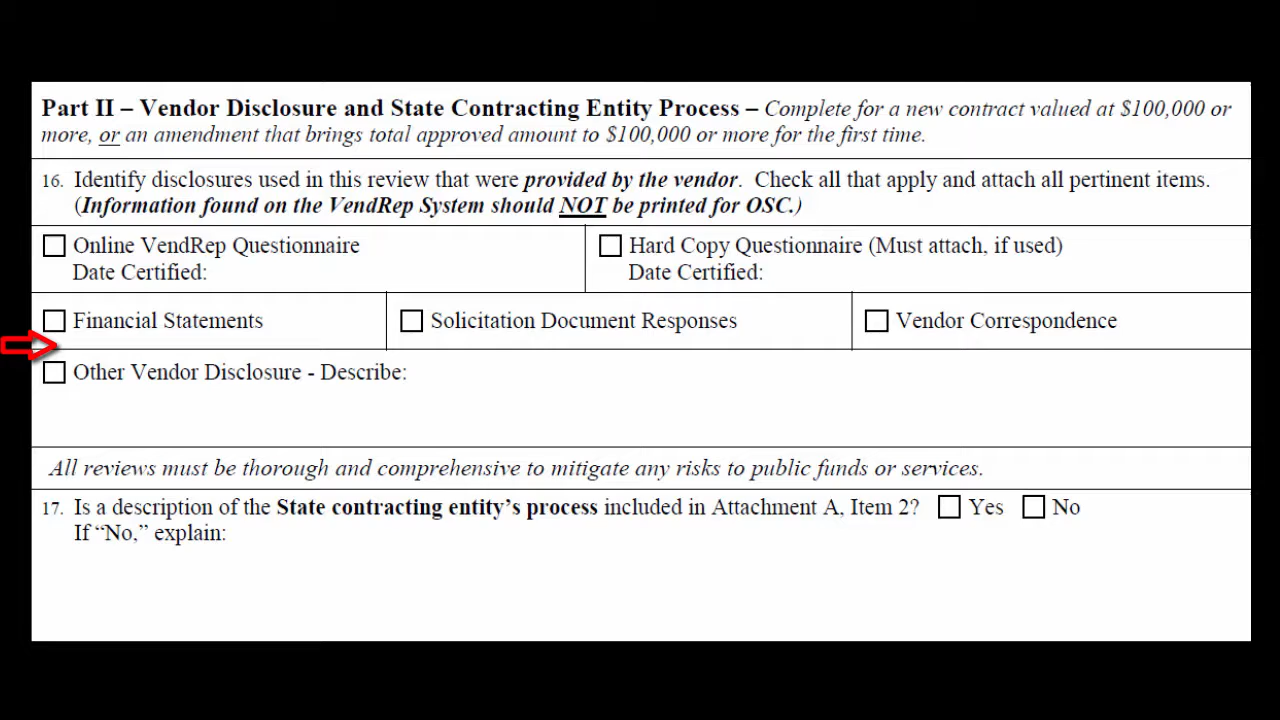 Part II – Vendor Disclosure and State Contracting Entity Process – Complete for a new contract valued at $100,000 or
more, or an amendment that brings total approved amount to $100,000 or more for the first time.
16. Identify disclosures used in this review that were provided by the vendor. Check all that apply and attach all pertinent items.
(Information found on the VendRep System should NOT be printed for OSC.)
Online VendRep Questionnaire
Date Certified:
Hard Copy Questionnaire (Must attach, if used)
Date Certified:
Financial Statements
Solicitation Document Responses
Vendor Correspondence
Other Vendor Disclosure - Describe:
All reviews must be thorough and comprehensive to mitigate any risks to public funds or services.
17. Is a description of the State contracting entity's process included in Attachment A, Item 2? Yes No
If “No,” explain: